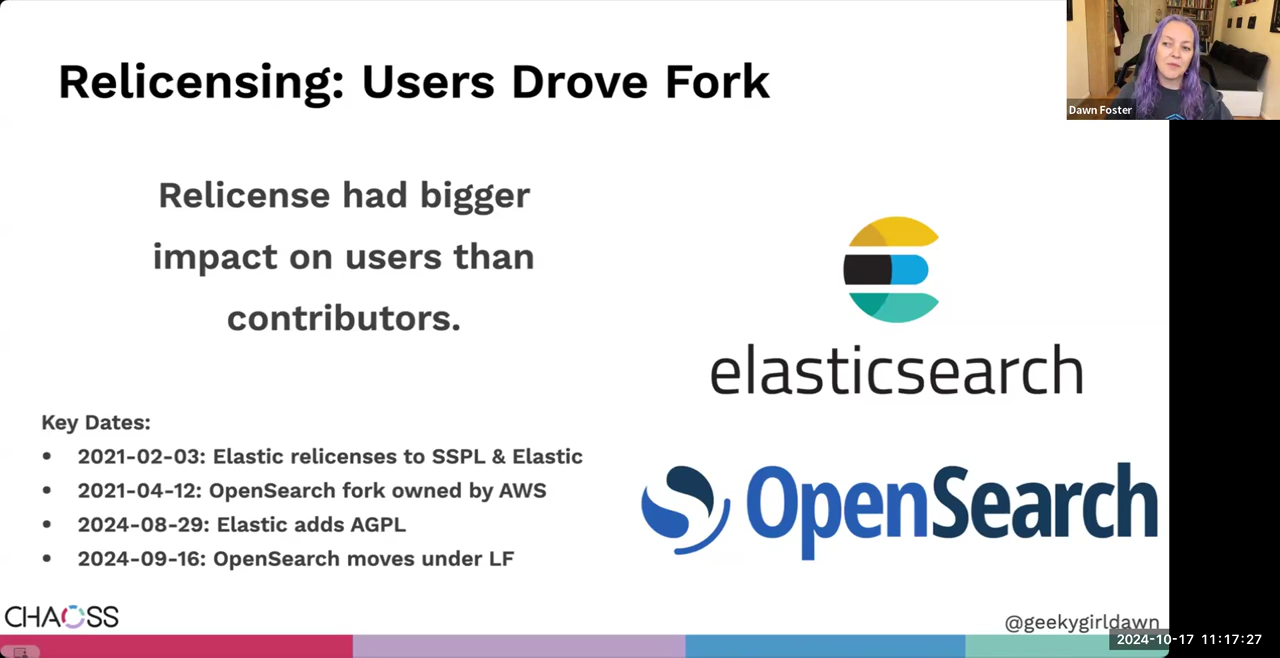 Relicensing: Users Drove Fork
Dawn Foster
Relicense had bigger
impact on users than
contributors.
elasticsearch
Key Dates:
• 2021-02-03: Elastic relicenses to SSPL & Elastic
• 2021-04-12: OpenSearch fork owned by AWS
• 2024-08-29: Elastic adds AGPL
• 2024-09-16: OpenSearch moves under LF
OpenSearch
CHAOSS
@geekygirldawn
2024-10-17 11:17:27